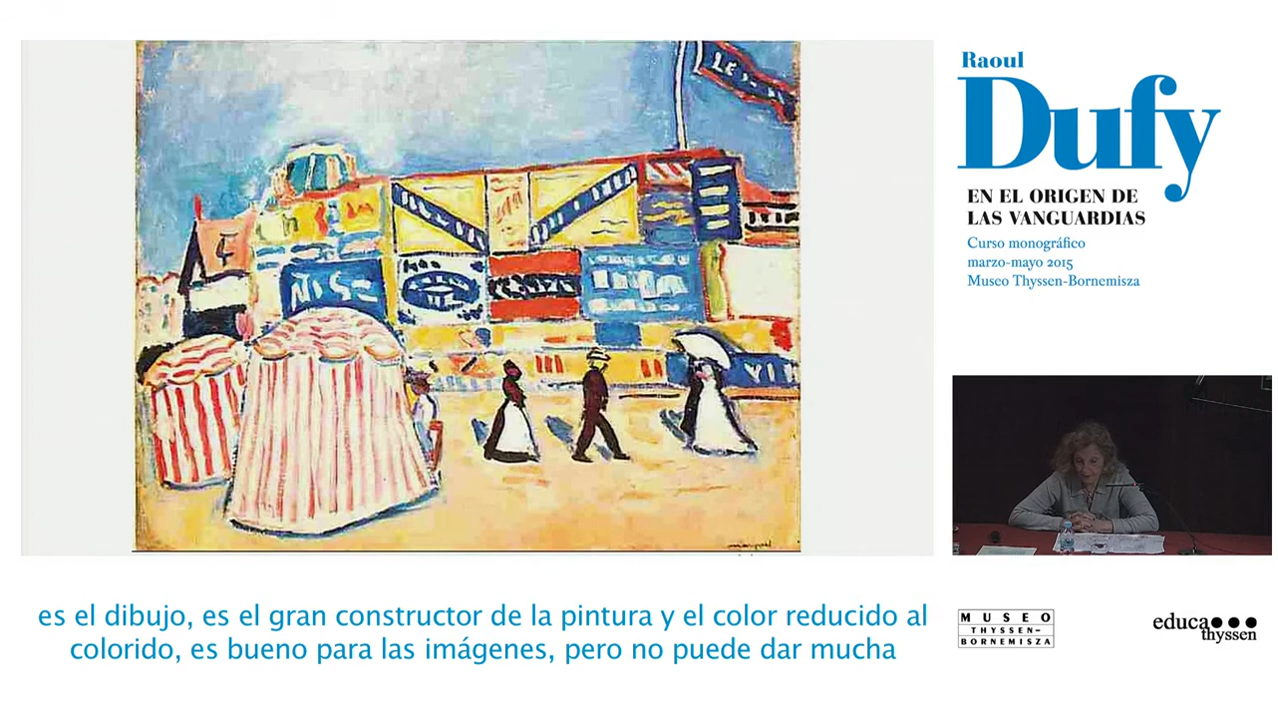 Raoul
Dufy
EN EL ORIGEN DE
LAS VANGUARDIAS
Curso monográfico
marzo-mayo 2015
Museo Thyssen-Bornemisza
es el dibujo, es el gran constructor de la pintura y el color reducido al
colorido, es bueno para las imágenes, pero no puede dar mucha
MUSEO
THYSSEN-
BORNEMISZA
educa
thyssen